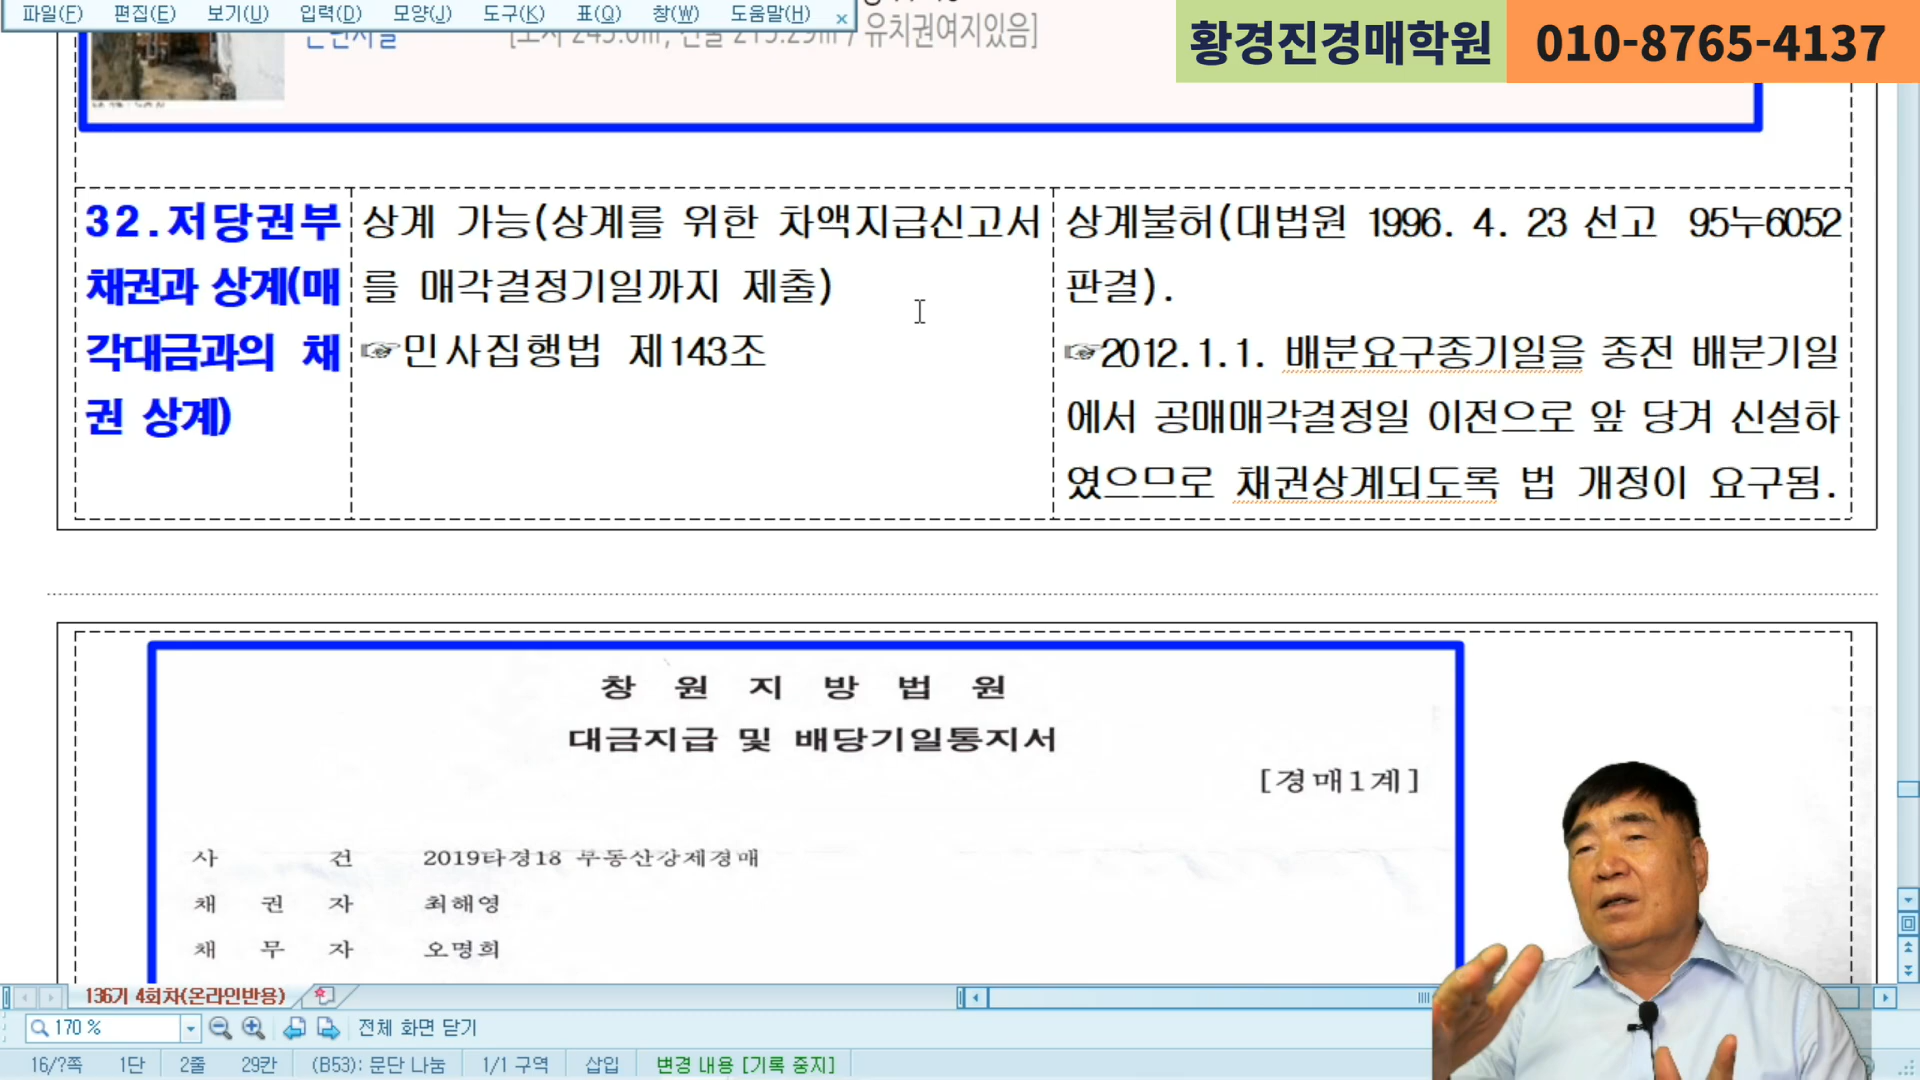 파일(F) 편집(E) 보기(U) 입력(D) 모양(J) 도구(K) 표(Q) 창(W) 도움말(H)
유치권여지있음]
황경진경매학원 010-8765-4137
32.저당권부 채권과 상계(매각대금과의 채권 상계)
상계 가능(상계를 위한 차액지급신고서
를 매각결정기일까지 제출)
☞민사집행법 제143조
상계불허(대법원 1996. 4. 23 선고 95누6052
판결).
☞2012.1.1. 배분요구종기일을 종전 배분기일
에서 공매매각결정일 이전으로 앞 당겨 신설하
였으므로 채권상계되도록 법 개정이 요구됨.
창 원 지 방 법 원
대금지급 및 배당기일통지서
[경매1계]
사 건 2019타경18 부동산강제경매
채 권 자 최해영
채 무 자 오명희
136기 4회차(온라인반용)
170 % 전체 화면 닫기
16/?쪽 1단 2줄 29칸 (B53): 문단 나눔 1/1 구역 삽입 변경 내용 [기록 중지]